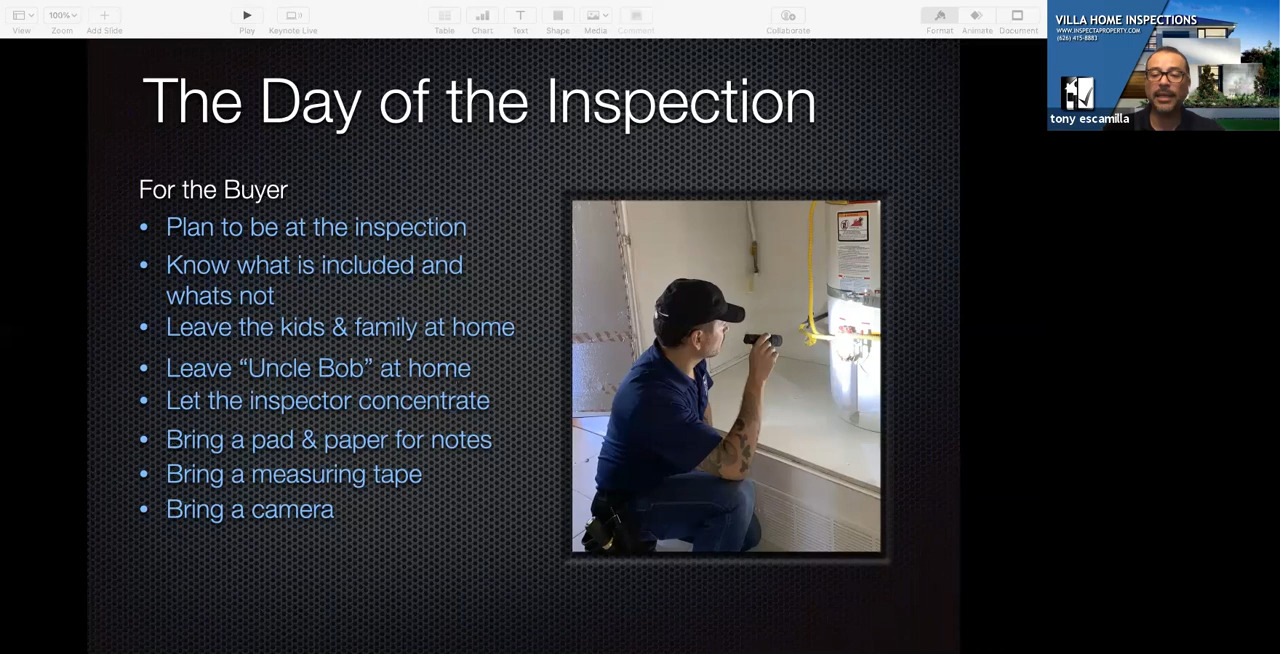 View
100%
Zoom
Add Slide
Play
Keynote Live
Table
Chart
Text
Shape
Media
Comment
Collaborate
Format
Animate
Document
VILLA HOME INSPECTIONS
WWW.INSPECTAPROPERTY.COM
(626) 415-8883
tony escamilla
The Day of the Inspection
For the Buyer
• Plan to be at the inspection
• Know what is included and
whats not
• Leave the kids & family at home
• Leave “Uncle Bob” at home
• Let the inspector concentrate
• Bring a pad & paper for notes
• Bring a measuring tape
• Bring a camera